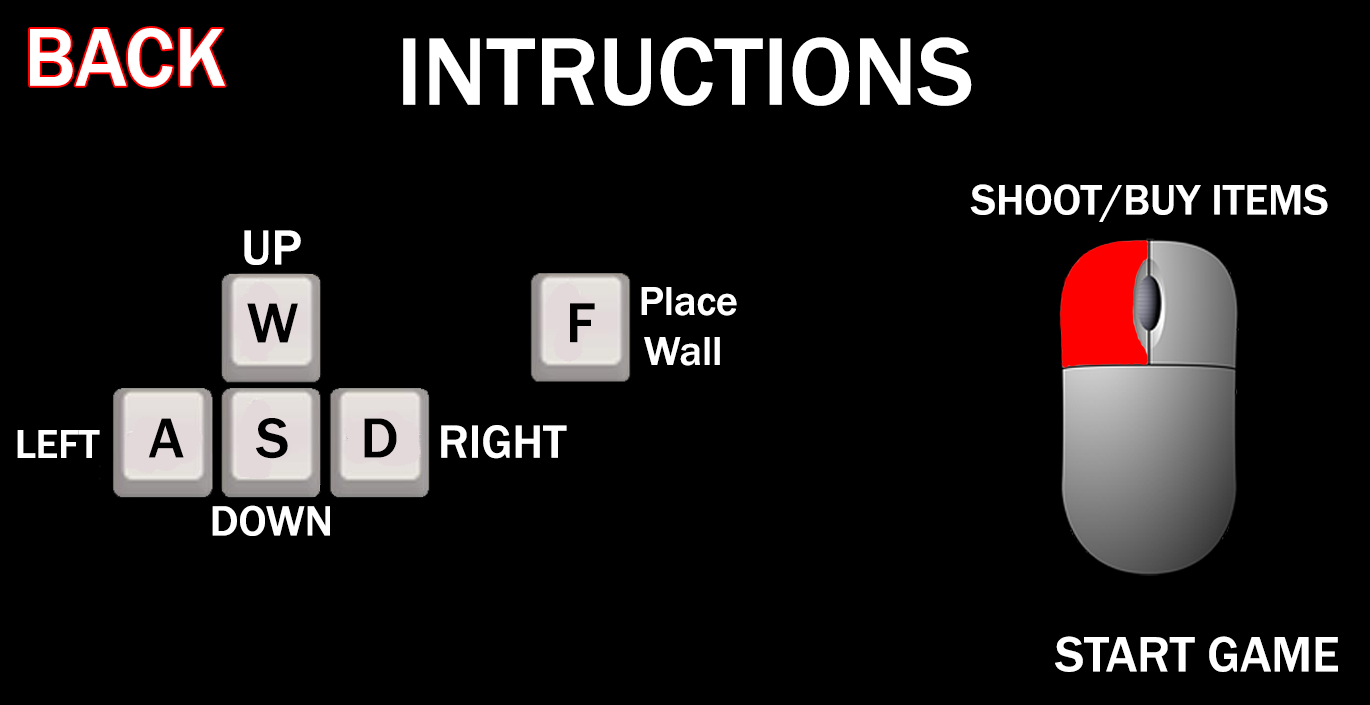 BACK
INTRUCTIONS
SHOOT/BUY ITEMS
UP
W
F
Place
Wall
LEFT
A
S
D
RIGHT
DOWN
START GAME